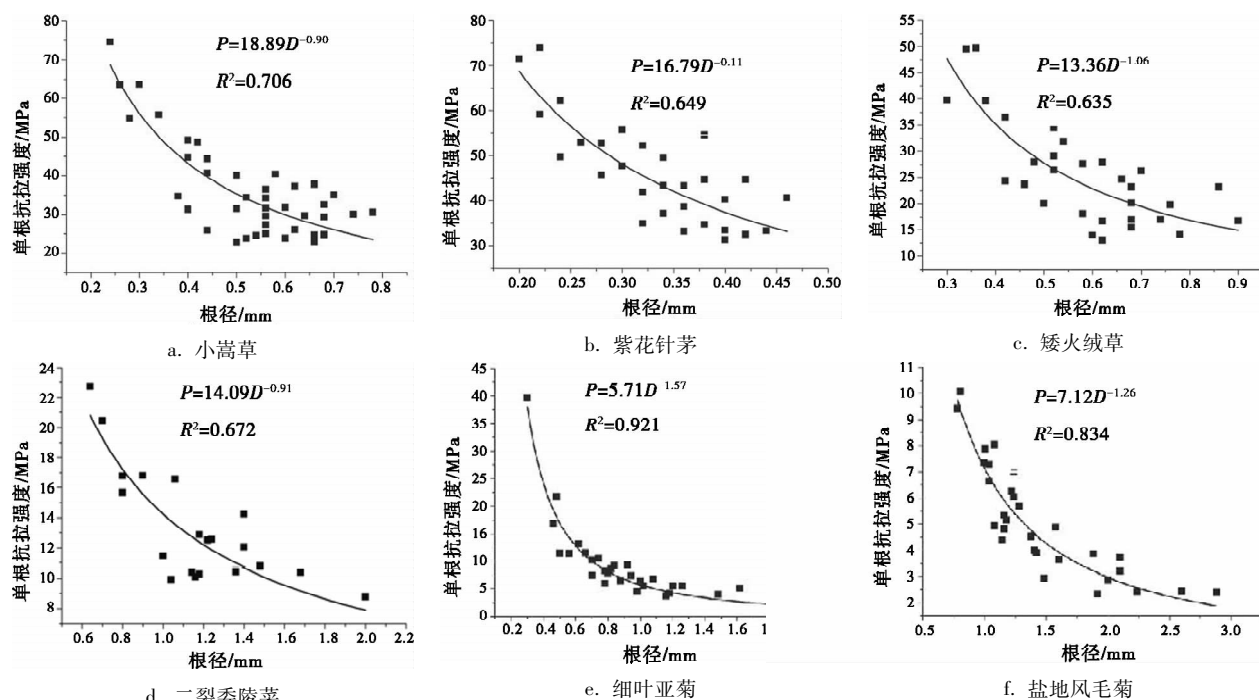 单根抗拉强度/MPa
80
70
60
50
40
30
20
P=18.89D^-0.90
R²=0.706
0.2 0.3 0.4 0.5 0.6 0.7 0.8
根径/mm
a. 小嵩草
单根抗拉强度/MPa
80
70
60
50
40
30
P=16.79D^-0.11
R²=0.649
0.20 0.25 0.30 0.35 0.40 0.45 0.50
根径/mm
b. 紫花针茅
单根抗拉强度/MPa
55
50
45
40
35
30
25
20
15
10
P=13.36D^-1.06
R²=0.635
0.3 0.4 0.5 0.6 0.7 0.8 0.9
根径/mm
c. 矮火绒草
单根抗拉强度/MPa
24
22
20
18
16
14
12
10
8
P=14.09D^-0.91
R²=0.672
0.6 0.8 1.0 1.2 1.4 1.6 1.8 2.0 2.2
根径/mm
d. 二裂委陵菜
单根抗拉强度/MPa
45
40
35
30
25
20
16
10
5
0
P=5.71D^1.57
R²=0.921
0.2 0.4 0.6 0.8 1.0 1.2 1.4 1.6 1
根径/mm
e. 细叶亚菊
单根抗拉强度/MPa
11
10
9
8
7
6
5
4
3
2
P=7.12D^-1.26
R²=0.834
0.5 1.0 1.5 2.0 2.5 3.0
根径/mm
f. 盐地风毛菊